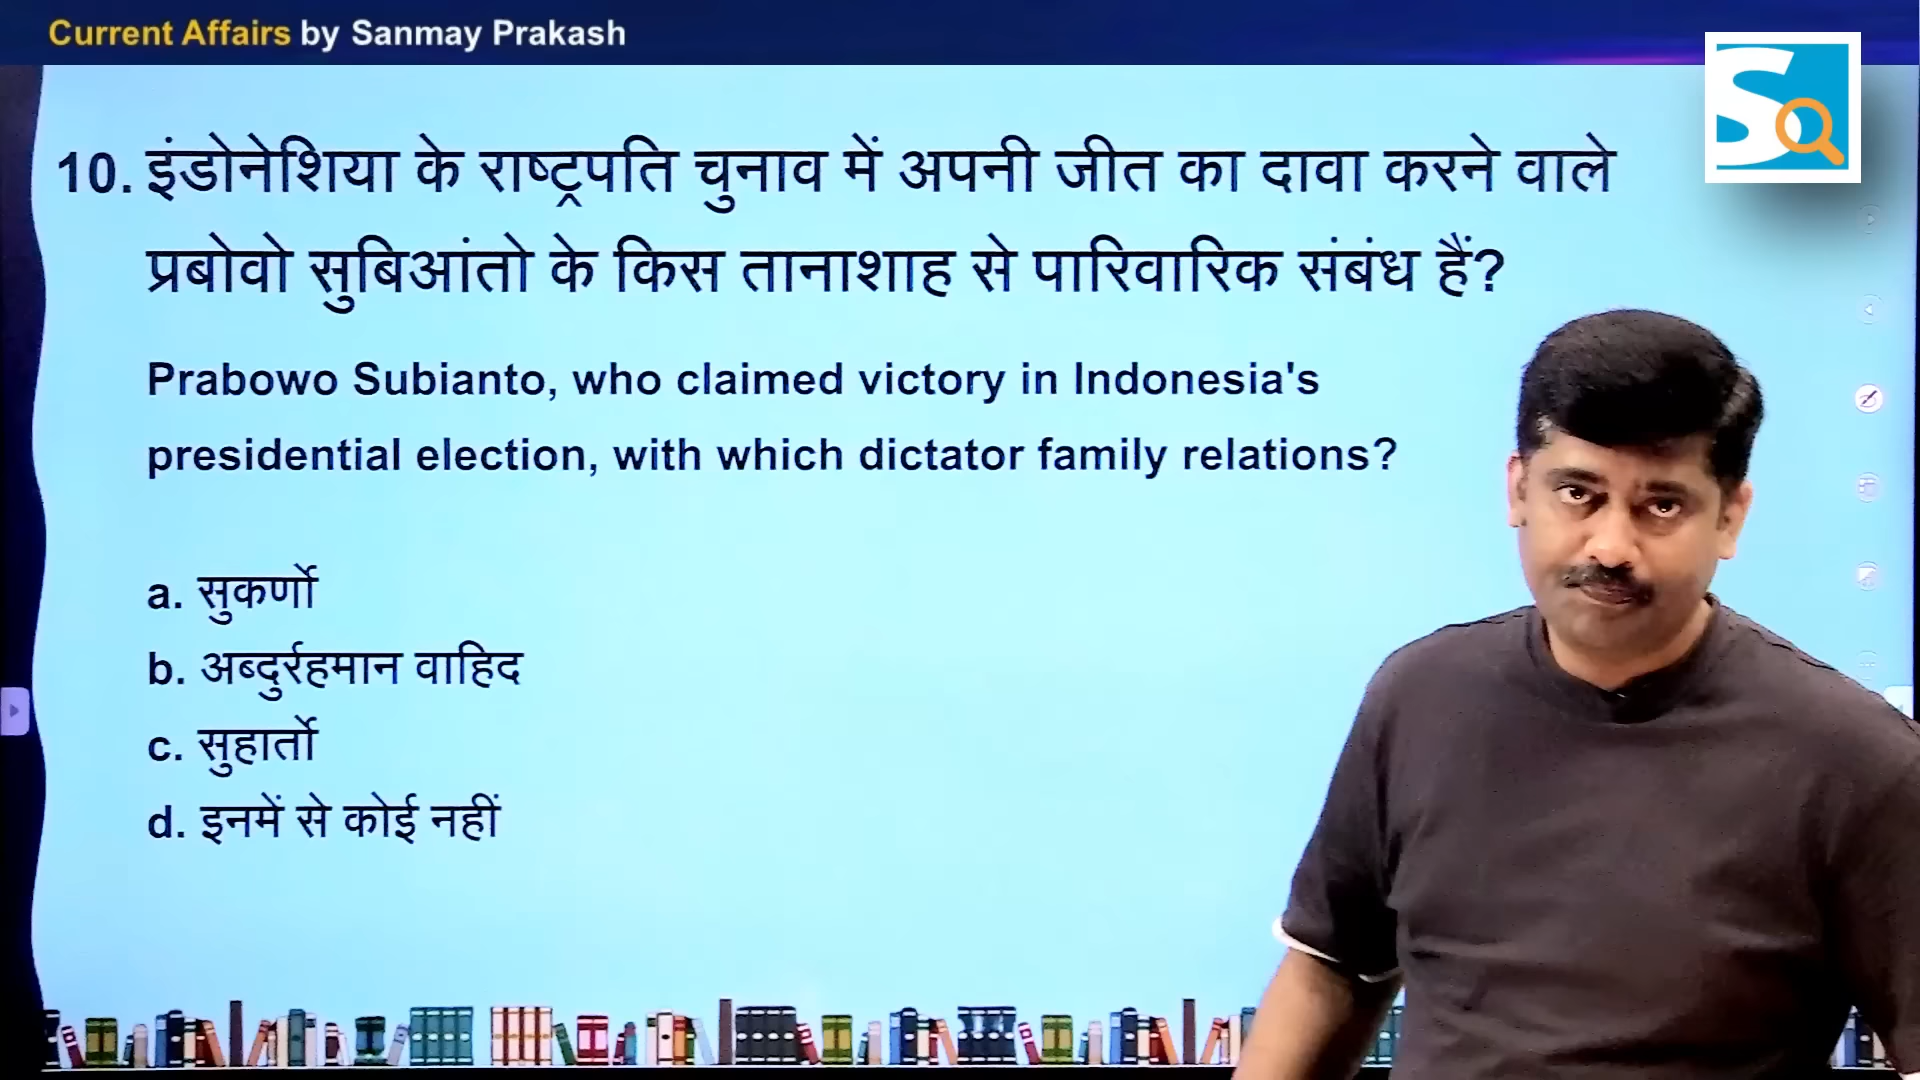 Current Affairs by Sanmay Prakash
10. इंडोनेशिया के राष्ट्रपति चुनाव में अपनी जीत का दावा करने वाले
प्रबोवो सुबिआंतो के किस तानाशाह से पारिवारिक संबंध हैं?
Prabowo Subianto, who claimed victory in Indonesia's
presidential election, with which dictator family relations?
a. सुकर्णो
b. अब्दुर्रहमान वाहिद
c. सुहार्तो
d. इनमें से कोई नहीं